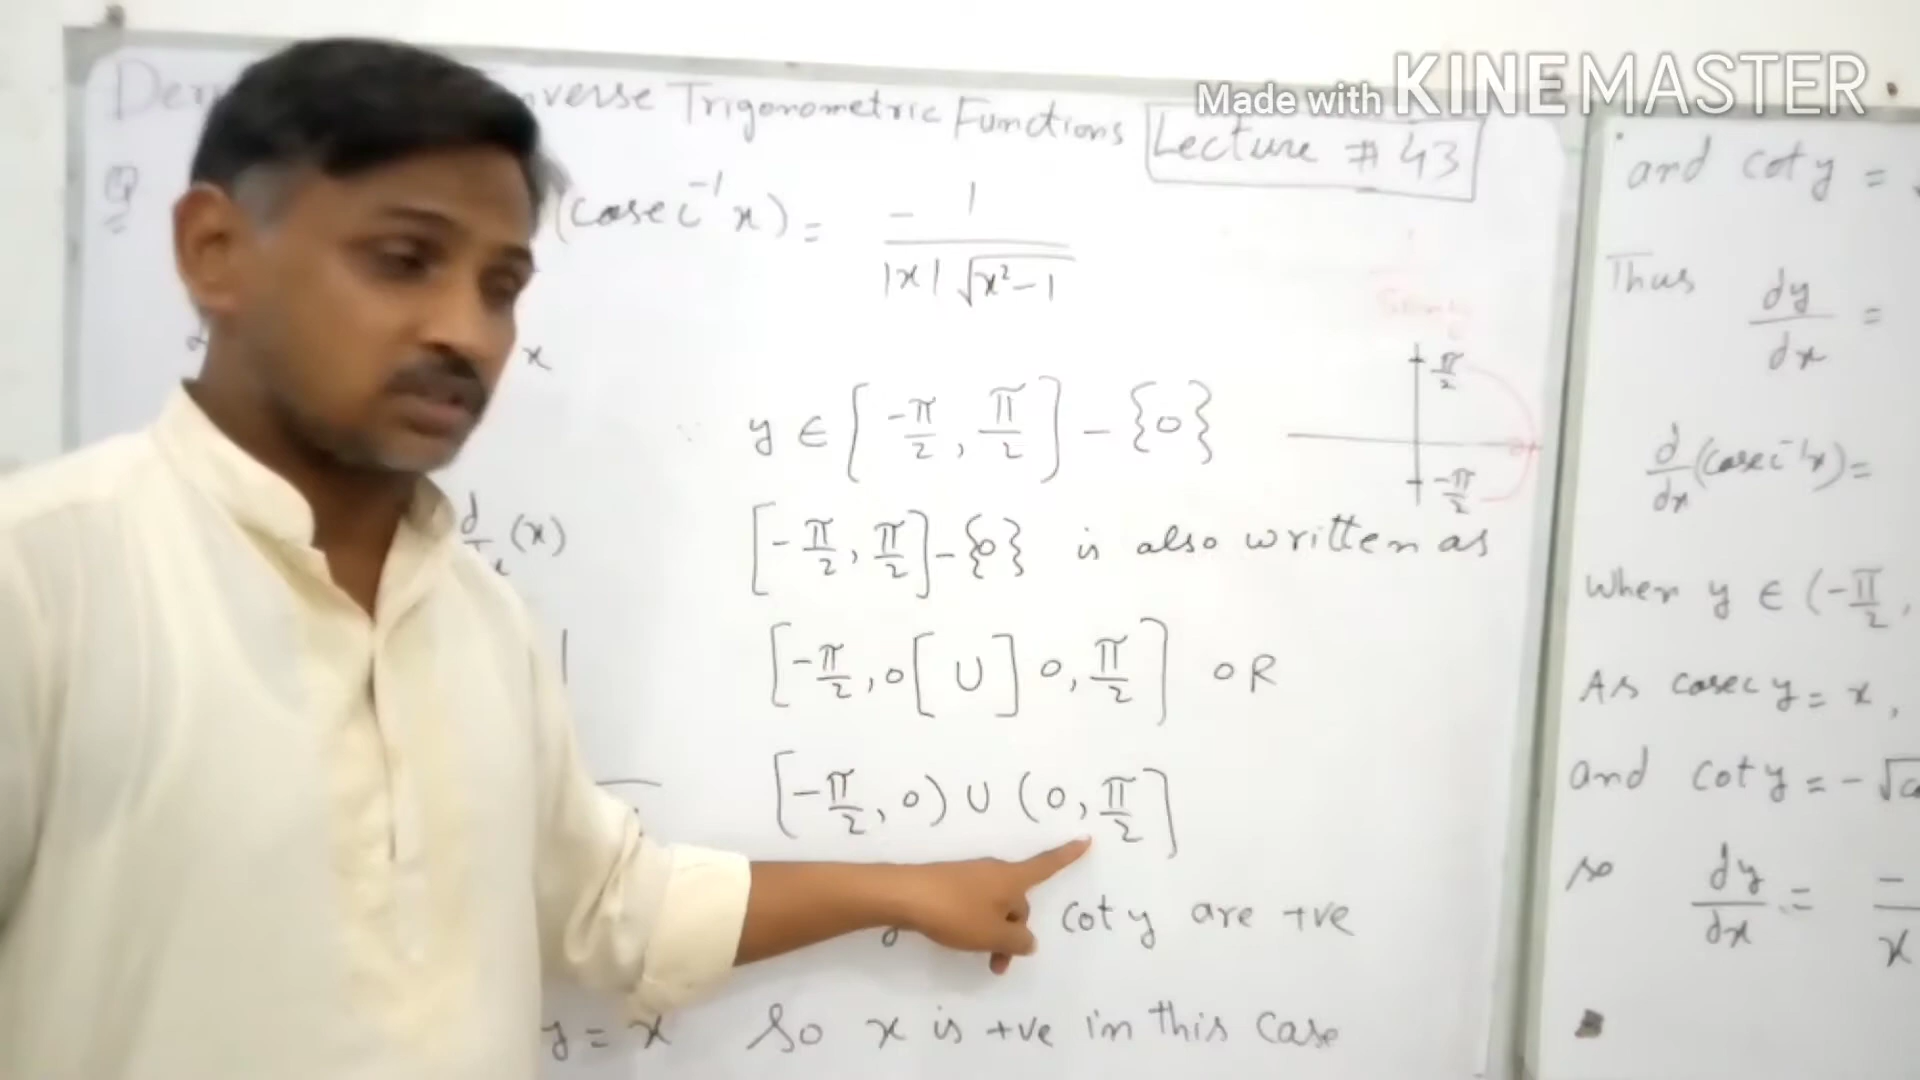 Made with KINEMASTER
Inverse Trigonometric Functions Lecture # 43
Q (Cosec⁻¹x) = - 1 / |x| √x²-1
x
y ∈ [-π/2, π/2] - {0}
π/2
-π/2
d/dx (x) [-π/2, π/2] - {0} is also written as
1 [-π/2, 0[ ∪ ]0, π/2] OR
[-π/2, 0) ∪ (0, π/2]
cot y are +ve
y = x So x is +ve in this case
and cot y =
Thus dy/dx =
d/dx (cosec⁻¹x) =
when y ∈ (-π/2,
As cosec y = x,
and cot y = - √
so dy/dx = - / x